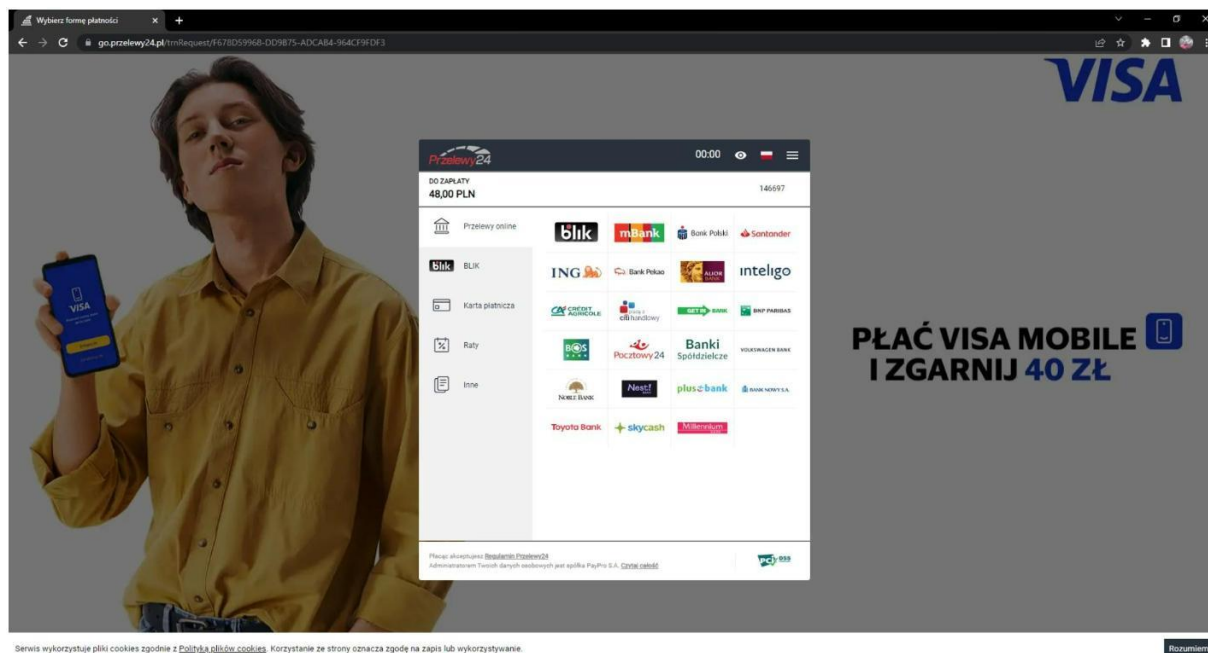 Wybierz formę płatności
go.przelewy24.pl/trnRequest/F678D5996B-DD9B75-ADCAB4-964CF9FDF3
VISA
Przelewy24
00:00
DO ZAPŁATY
48,00 PLN
146697
Przelewy online
BLIK
Karta płatnicza
Raty
Inne
blik
mBank
Bank Polski
Santander
ING
Bank Pekao
ALIOR BANK
inteligo
CRÉDIT AGRICOLE
citi handlowy
GET IN BANK
BNP PARIBAS
BOŚ BANK
Pocztowy24
Banki Spółdzielcze
VOLKSWAGEN BANK
NOBLE BANK
Nest!
plusbank
BANK NOWY S.A.
Toyota Bank
skycash
Millennium
blik
VISA
PŁAĆ VISA MOBILE
I ZGARNIJ 40 ZŁ
Płacąc akceptujesz Regulamin Przelewy24
Administratorem Twoich danych osobowych jest spółka PayPro S.A. Czytaj całość
PCI DSS
Serwis wykorzystuje pliki cookies zgodnie z Polityką plików cookies. Korzystanie ze strony oznacza zgodę na zapis lub wykorzystywanie.
Rozumiem